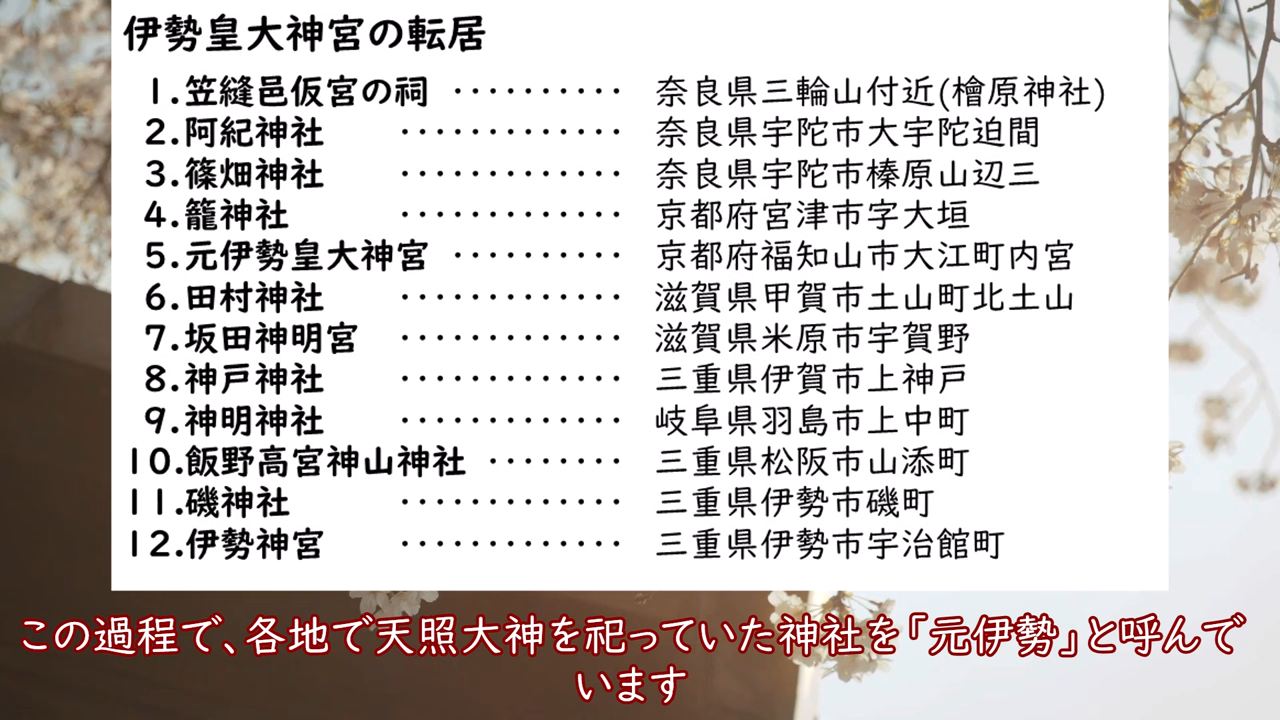 伊勢皇大神宮の転居
1.笠縫邑仮宮の祠 ・・・・・・・・・・ 奈良県三輪山付近(檜原神社)
2.阿紀神社 ・・・・・・・・・・・・・ 奈良県宇陀市大宇陀迫間
3.篠畑神社 ・・・・・・・・・・・・・ 奈良県宇陀市榛原山辺三
4.籠神社 ・・・・・・・・・・・・・ 京都府宮津市字大垣
5.元伊勢皇大神宮 ・・・・・・・・・・ 京都府福知山市大江町内宮
6.田村神社 ・・・・・・・・・・・・・ 滋賀県甲賀市土山町北土山
7.坂田神明宮 ・・・・・・・・・・・・・ 滋賀県米原市宇賀野
8.神戸神社 ・・・・・・・・・・・・・ 三重県伊賀市上神戸
9.神明神社 ・・・・・・・・・・・・・ 岐阜県羽島市上中町
10.飯野高宮神山神社 ・・・・・・・・ 三重県松阪市山添町
11.磯神社 ・・・・・・・・・・・・・ 三重県伊勢市磯町
12.伊勢神宮 ・・・・・・・・・・・・・ 三重県伊勢市宇治館町
この過程で、各地で天照大神を祀っていた神社を「元伊勢」と呼んで
います